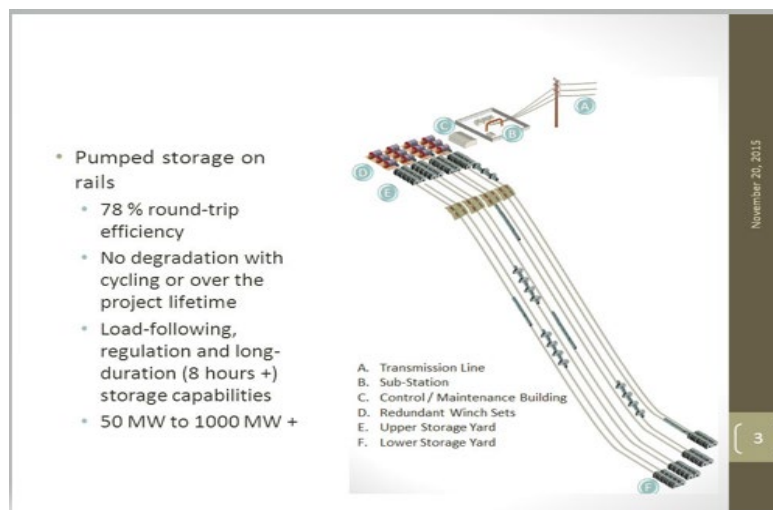 Pumped storage on
rails
78 % round-trip
efficiency
No degradation with
cycling or over the
project lifetime
Load-following,
regulation and long-
duration (8 hours +)
storage capabilities
50 MW to 1000 MW +
A
B
C
D
E
F
A. Transmission Line
B. Sub-Station
C. Control / Maintenance Building
D. Redundant Winch Sets
E. Upper Storage Yard
F. Lower Storage Yard
November 20, 2015
3